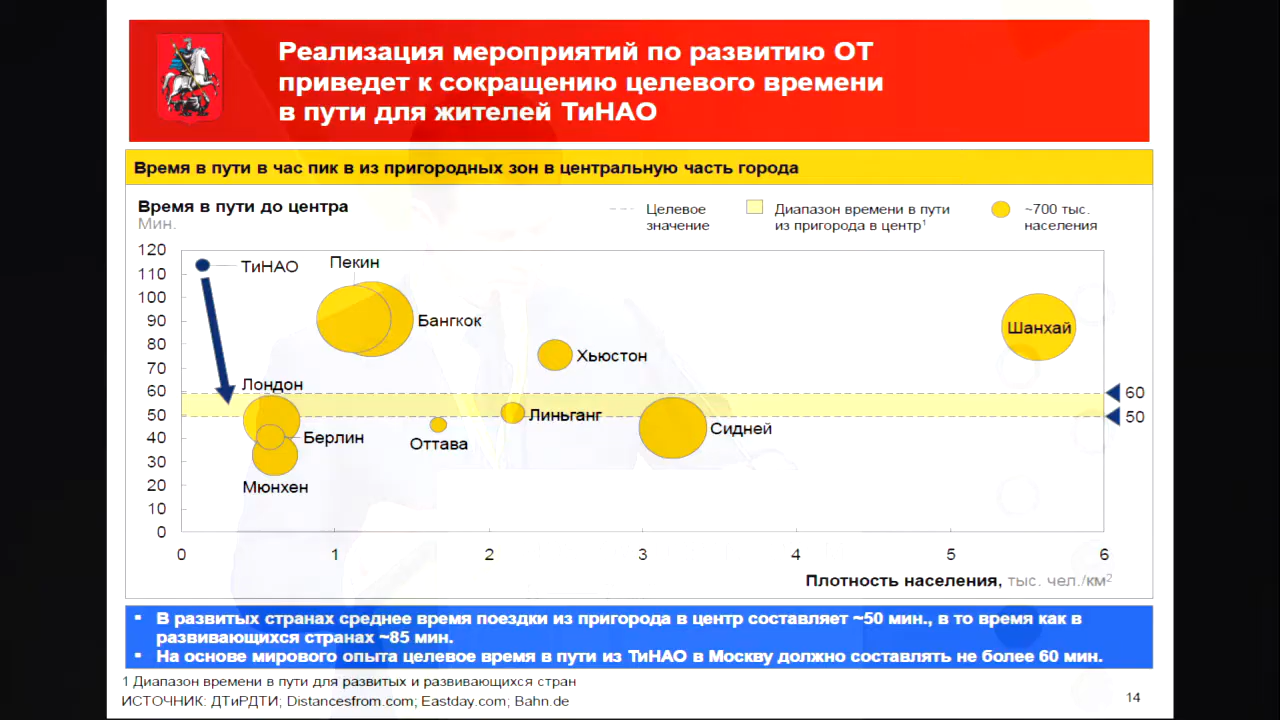 Реализация мероприятий по развитию ОТ
приведет к сокращению целевого времени
в пути для жителей ТиНАО
Время в пути в час пик в из пригородных зон в центральную часть города
Время в пути до центра
Мин.
Целевое
значение
Диапазон времени в пути
из пригорода в центр¹
~700 тыс.
населения
120
110
100
90
80
70
60
50
40
30
20
10
0
ТиНАО
Пекин
Бангкок
Хьюстон
Шанхай
Лондон
Берлин
Мюнхен
Оттава
Линьганг
Сидней
60
50
0 1 2 3 4 5 6
Плотность населения, тыс. чел./км²
▪ В развитых странах среднее время поездки из пригорода в центр составляет ~50 мин., в то время как в
развивающихся странах ~85 мин.
▪ На основе мирового опыта целевое время в пути из ТиНАО в Москву должно составлять не более 60 мин.
1 Диапазон времени в пути для развитых и развивающихся стран
ИСТОЧНИК: ДТиРДТИ; Distancesfrom.com; Eastday.com; Bahn.de
14